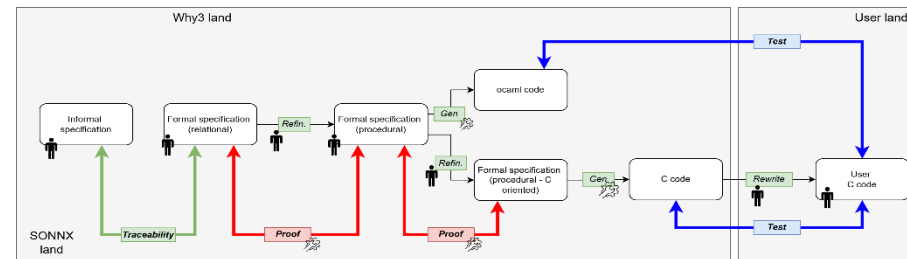 Why3 land
User land
Test
ocaml code
Gen
Informal
specification
Formal specification
(relational)
Refin.
Formal specification
(procedural)
Refin.
Formal specification
(procedural - C
oriented)
Gen
C code
Rewrite
User
C code
SONNX
land
Traceability
Proof
Proof
Test